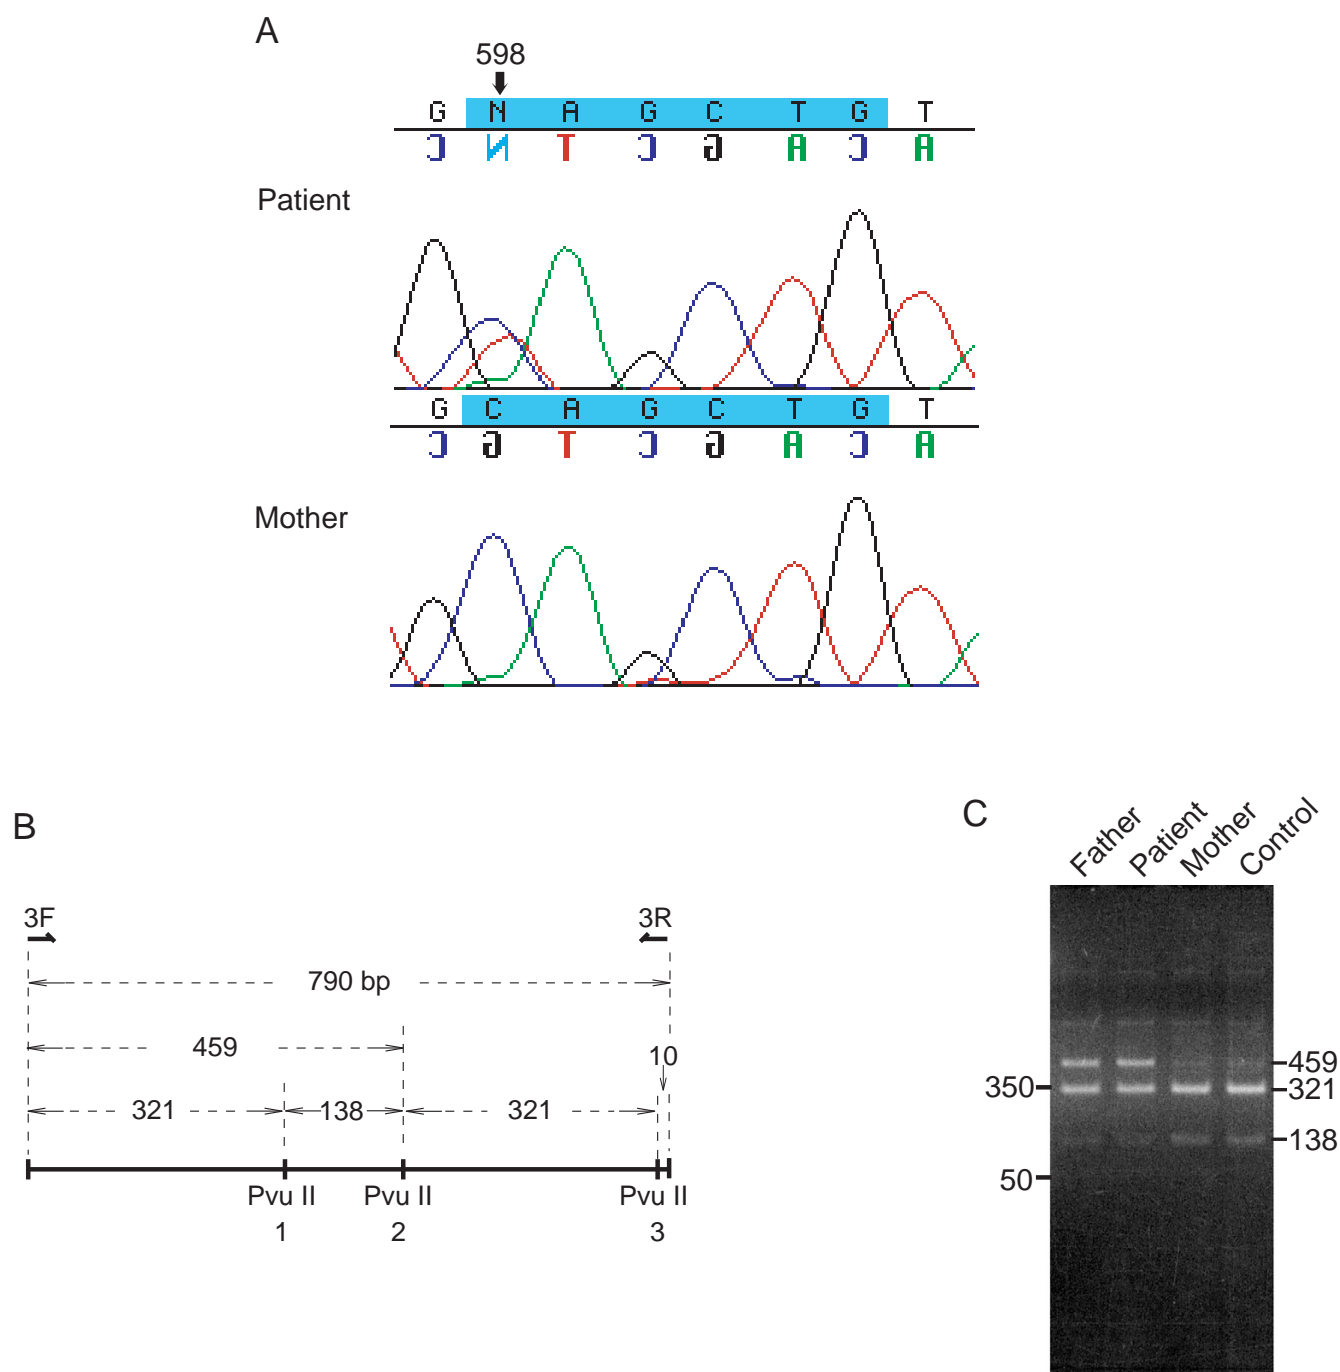 A
598
G N A G C T G T
C N T C G A C A
Patient
G C A G C T G T
C G T C G A C A
Mother
B
3F 3R
790 bp
459
10
321 138 321
Pvu II Pvu II Pvu II
1 2 3
C
Father Patient Mother Control
459
350 321
138
50